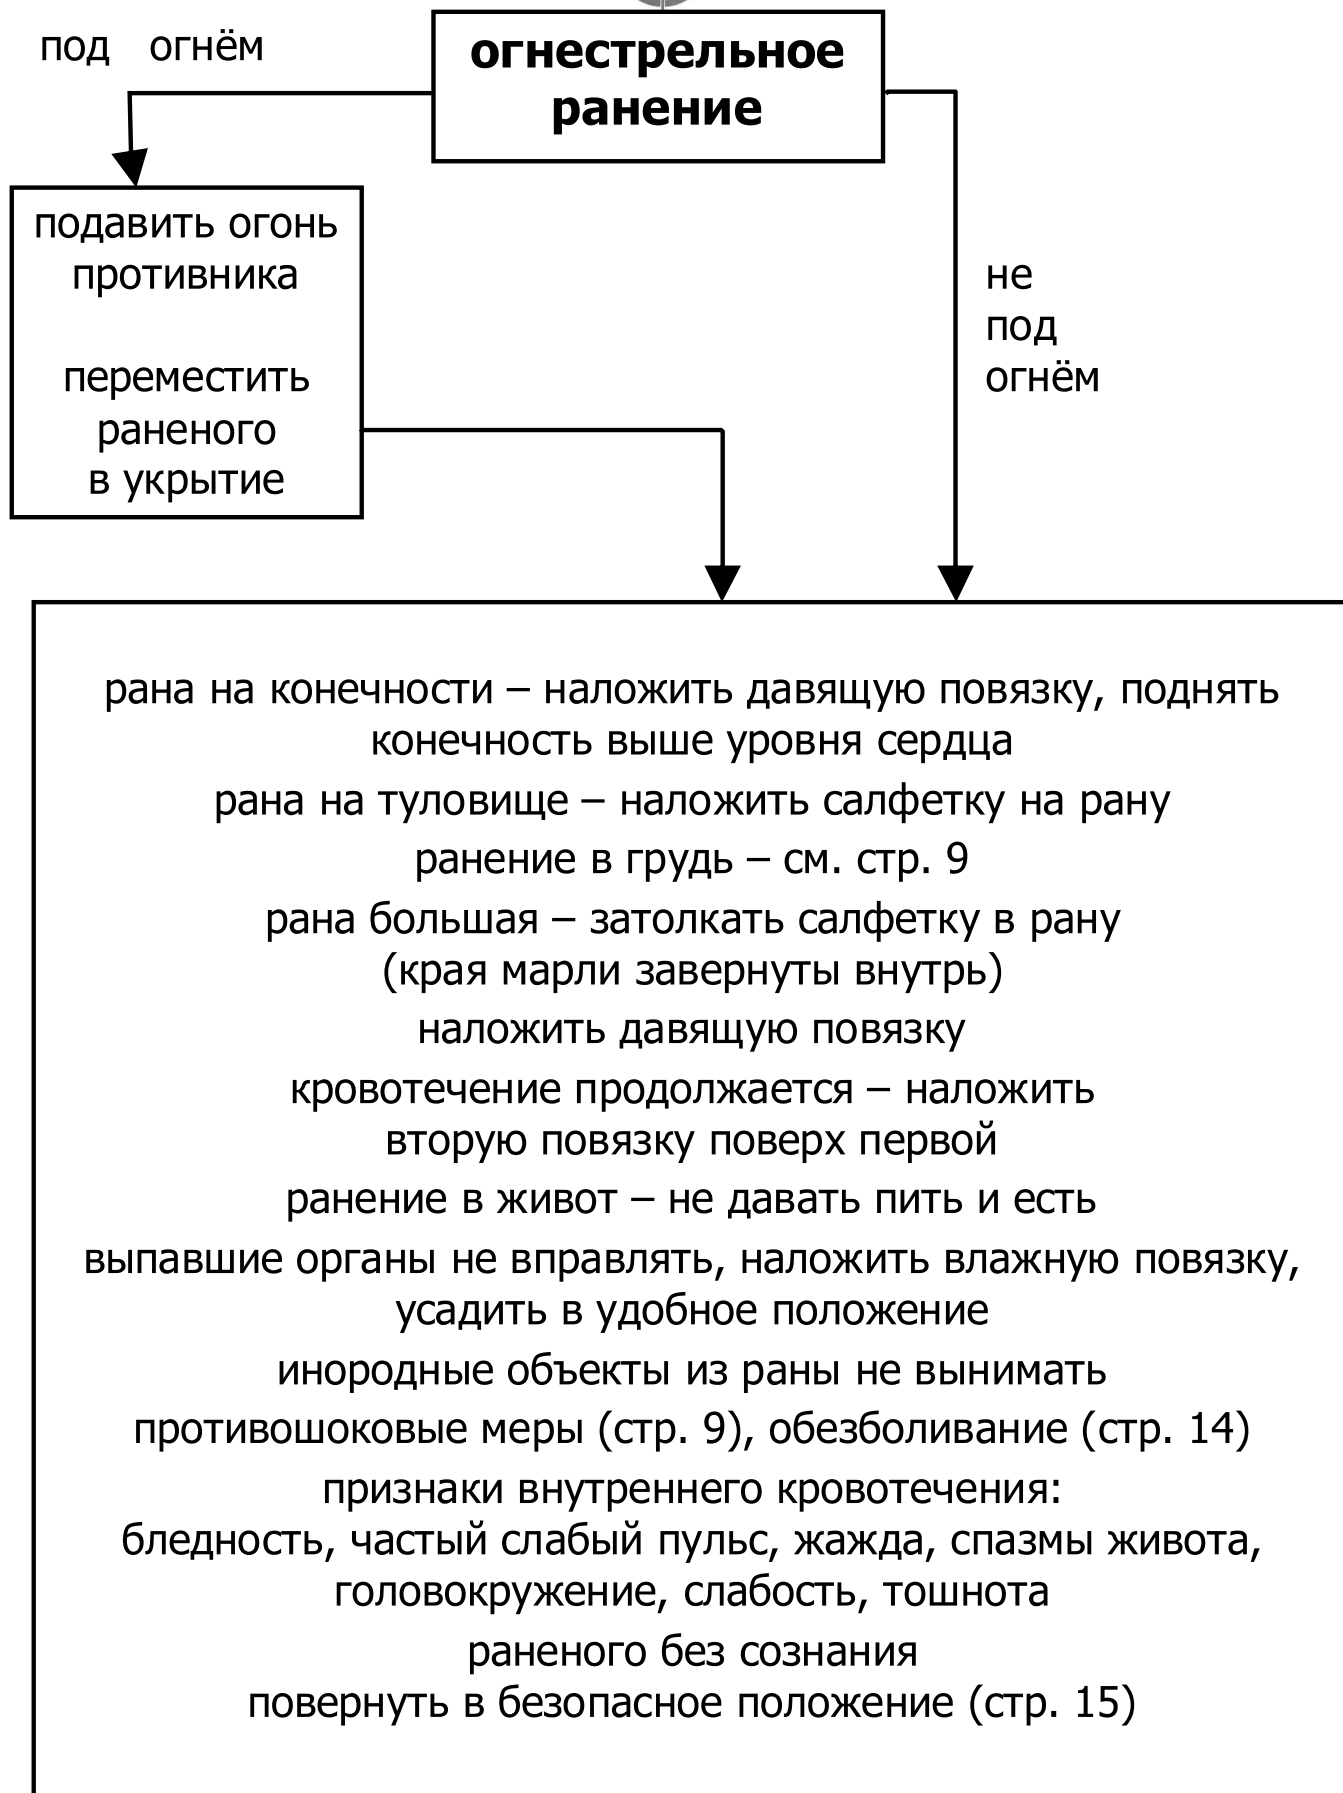 под огнём
огнестрельное
ранение
подавить огонь
противника
переместить
раненого
в укрытие
не
под
огнём
рана на конечности – наложить давящую повязку, поднять
конечность выше уровня сердца
рана на туловище – наложить салфетку на рану
ранение в грудь – см. стр. 9
рана большая – затолкать салфетку в рану
(края марли завернуты внутрь)
наложить давящую повязку
кровотечение продолжается – наложить
вторую повязку поверх первой
ранение в живот – не давать пить и есть
выпавшие органы не вправлять, наложить влажную повязку,
усадить в удобное положение
инородные объекты из раны не вынимать
противошоковые меры (стр. 9), обезболивание (стр. 14)
признаки внутреннего кровотечения:
бледность, частый слабый пульс, жажда, спазмы живота,
головокружение, слабость, тошнота
раненого без сознания
повернуть в безопасное положение (стр. 15)